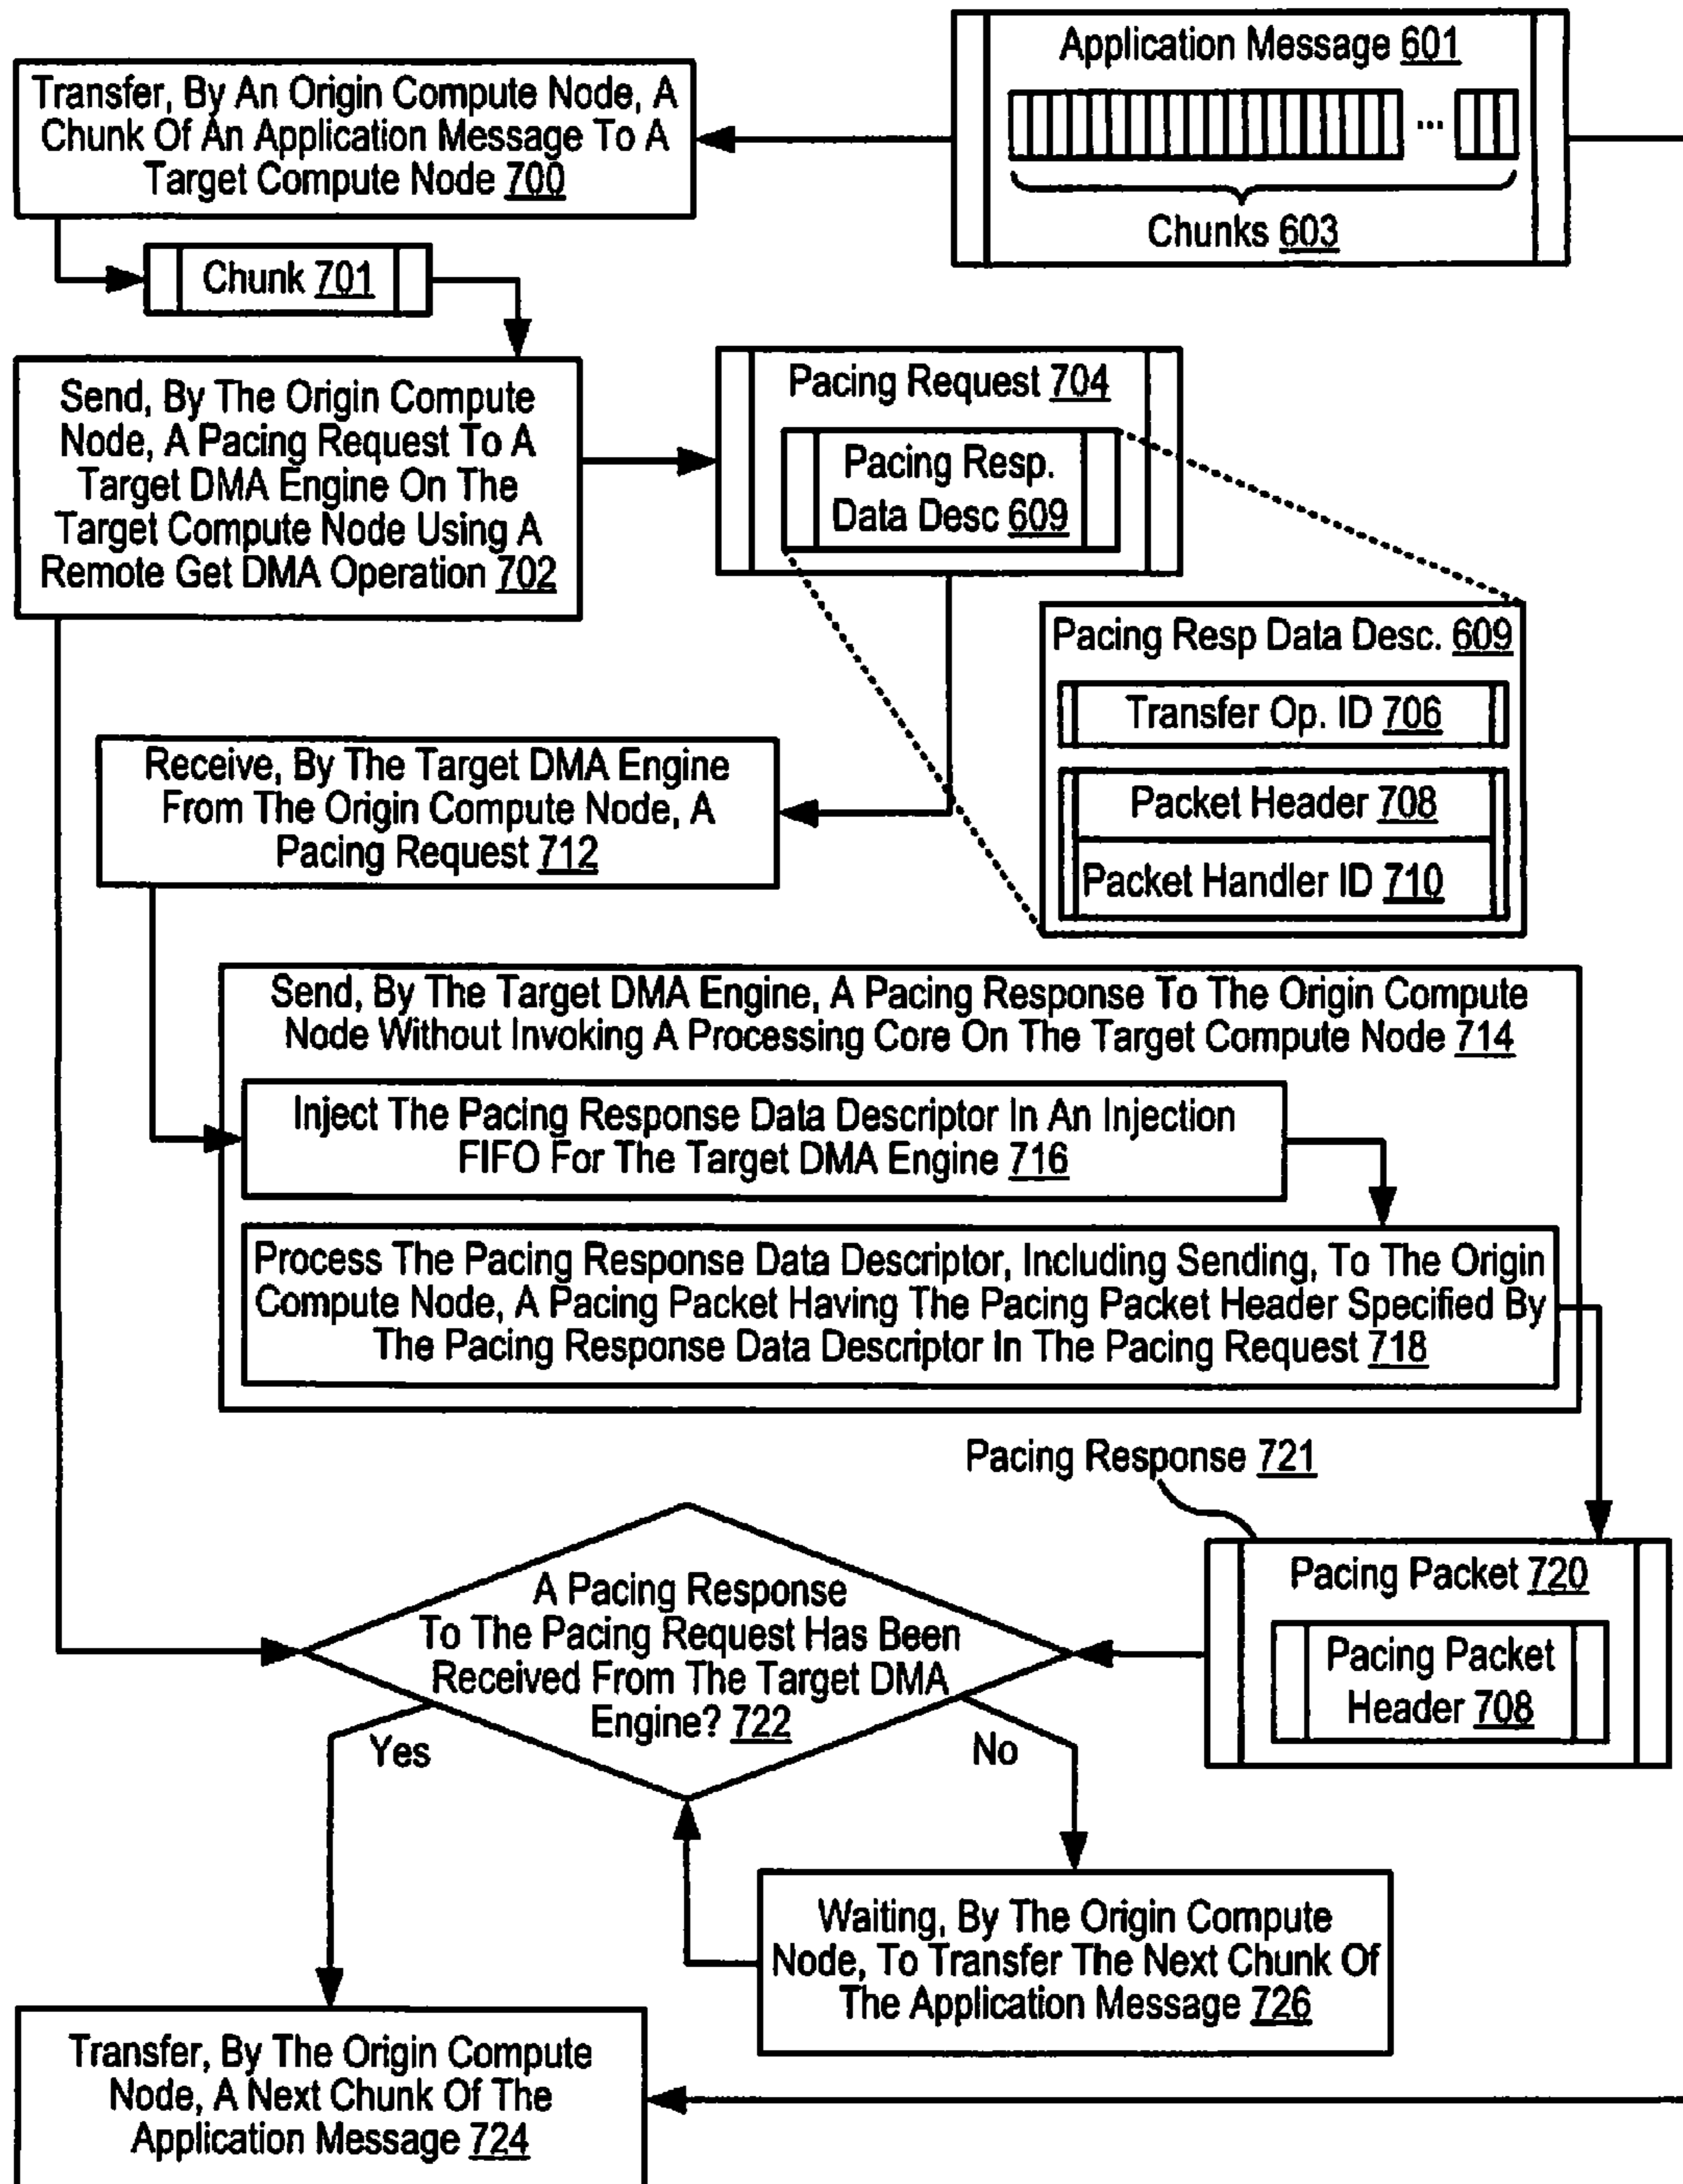 Application Message 601
...
Chunks 603
Transfer, By An Origin Compute Node, A
Chunk Of An Application Message To A
Target Compute Node 700
Chunk 701
Send, By The Origin Compute
Node, A Pacing Request To A
Target DMA Engine On The
Target Compute Node Using A
Remote Get DMA Operation 702
Pacing Request 704
Pacing Resp.
Data Desc 609
Pacing Resp Data Desc. 609
Transfer Op. ID 706
Packet Header 708
Packet Handler ID 710
Receive, By The Target DMA Engine
From The Origin Compute Node, A
Pacing Request 712
Send, By The Target DMA Engine, A Pacing Response To The Origin Compute
Node Without Invoking A Processing Core On The Target Compute Node 714
Inject The Pacing Response Data Descriptor In An Injection
FIFO For The Target DMA Engine 716
Process The Pacing Response Data Descriptor, Including Sending, To The Origin
Compute Node, A Pacing Packet Having The Pacing Packet Header Specified By
The Pacing Response Data Descriptor In The Pacing Request 718
Pacing Response 721
Pacing Packet 720
Pacing Packet
Header 708
A Pacing Response
To The Pacing Request Has Been
Received From The Target DMA
Engine? 722
Yes
No
Waiting, By The Origin Compute
Node, To Transfer The Next Chunk Of
The Application Message 726
Transfer, By The Origin Compute
Node, A Next Chunk Of The
Application Message 724